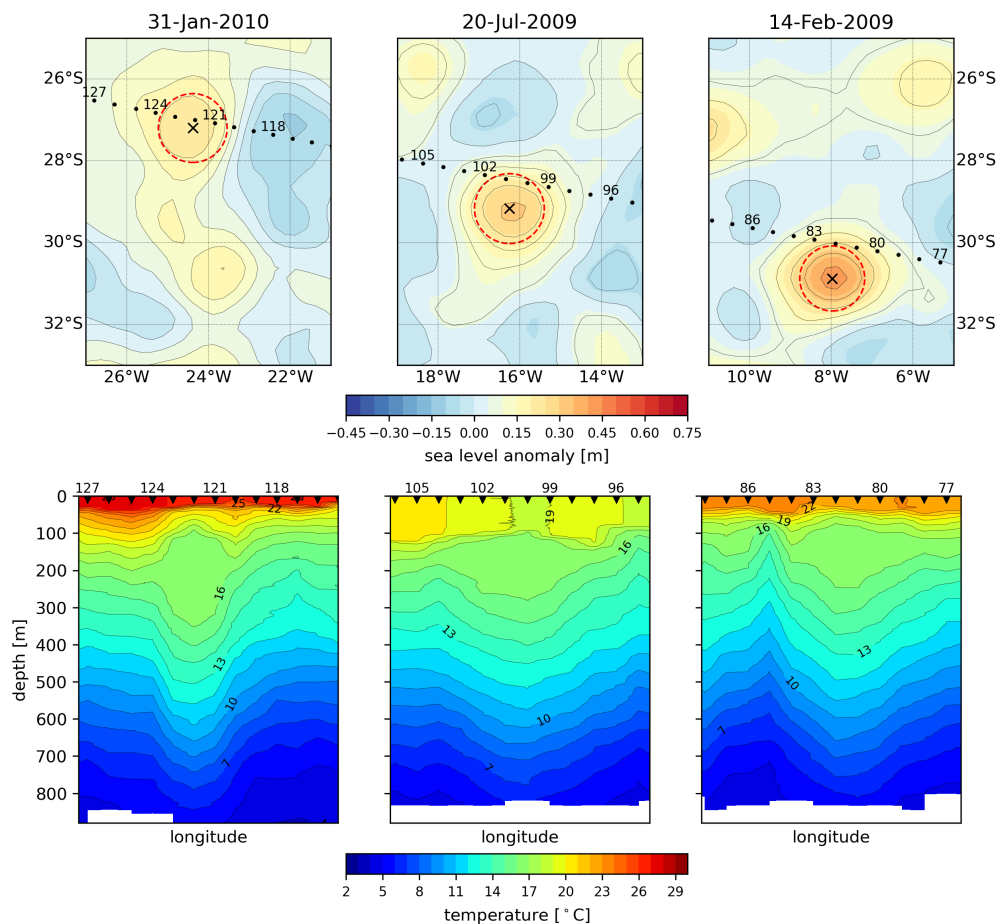 31-Jan-2010 20-Jul-2009 14-Feb-2009
26°S 26°S
127 124 121 118
28°S 28°S
105 102 99 96
30°S 30°S
86 83 80 77
32°S 32°S
26°W 24°W 22°W 18°W 16°W 14°W 10°W 8°W 6°W
−0.45 −0.30 −0.15 0.00 0.15 0.30 0.45 0.60 0.75
sea level anomaly [m]
127 124 121 118 105 102 99 96 86 83 80 77
0 100 200 300 400 500 600 700 800
depth [m]
25 22 16 13 10 7
19 16 13 10 7
22 19 16 13 10 7
longitude longitude longitude
2 5 8 11 14 17 20 23 26 29
temperature [°C]